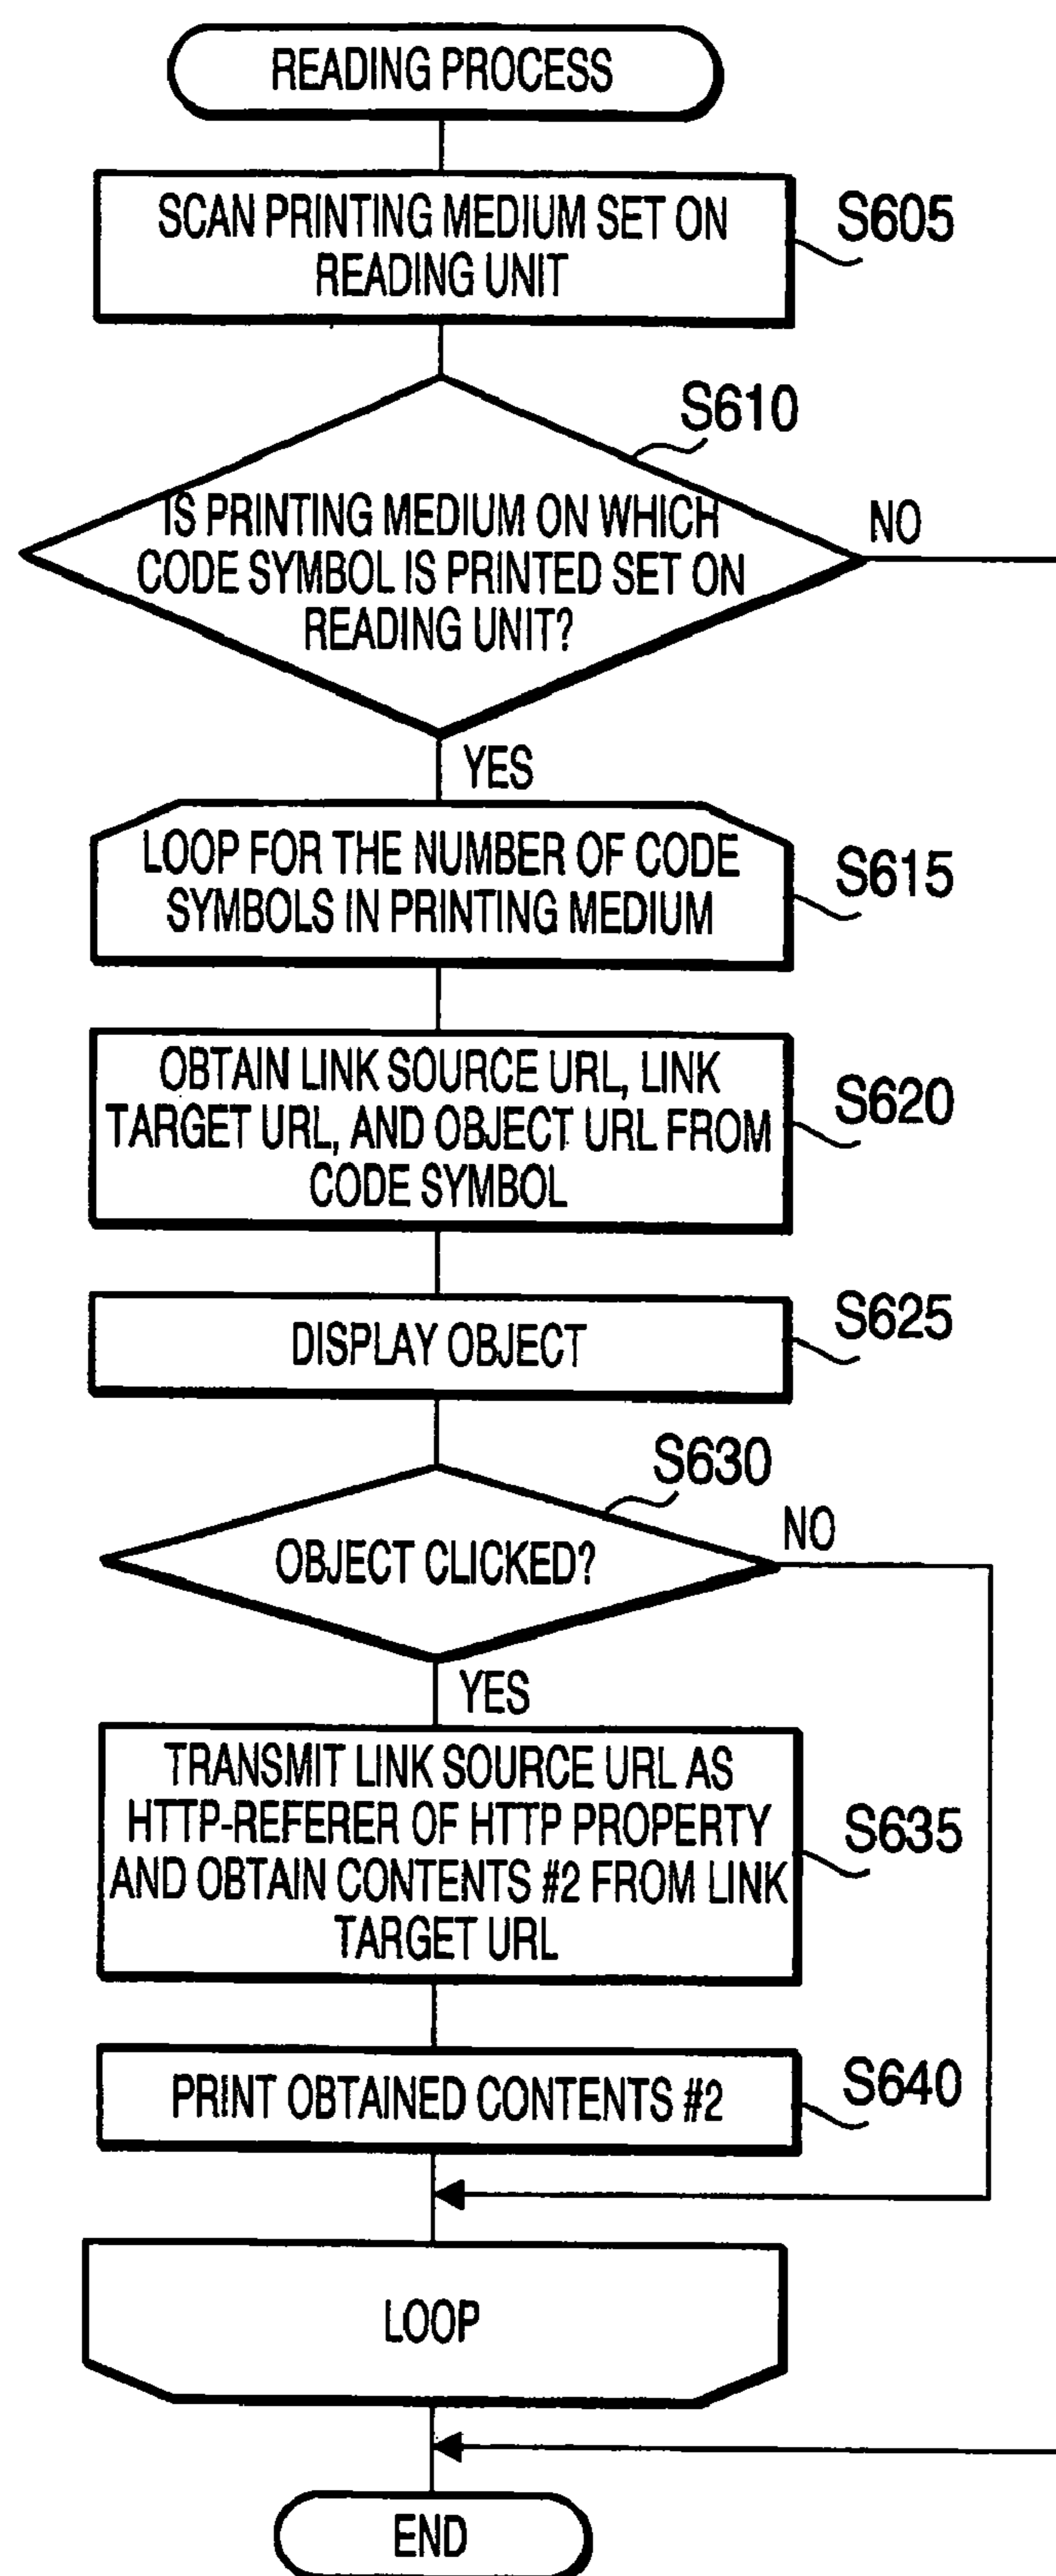 READING PROCESS
SCAN PRINTING MEDIUM SET ON
READING UNIT
S605
S610
IS PRINTING MEDIUM ON WHICH
CODE SYMBOL IS PRINTED SET ON
READING UNIT?
NO
YES
LOOP FOR THE NUMBER OF CODE
SYMBOLS IN PRINTING MEDIUM
S615
OBTAIN LINK SOURCE URL, LINK
TARGET URL, AND OBJECT URL FROM
CODE SYMBOL
S620
DISPLAY OBJECT
S625
S630
OBJECT CLICKED?
NO
YES
TRANSMIT LINK SOURCE URL AS
HTTP-REFERER OF HTTP PROPERTY
AND OBTAIN CONTENTS #2 FROM LINK
TARGET URL
S635
PRINT OBTAINED CONTENTS #2
S640
LOOP
END